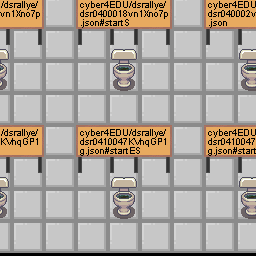 /dsrallye/
vn1Xno7p
cyber4EDU/dsrallye/
dsr0400018vn1Xno7p
.json#startS
cyber4EDU
dsr040002v
.json
/dsrallye/
KVhqGP1
cyber4EDU/dsrallye/
dsr0410047KVhqGP1
g.json#startES
cyber4EDU
dsr0410047
g.json